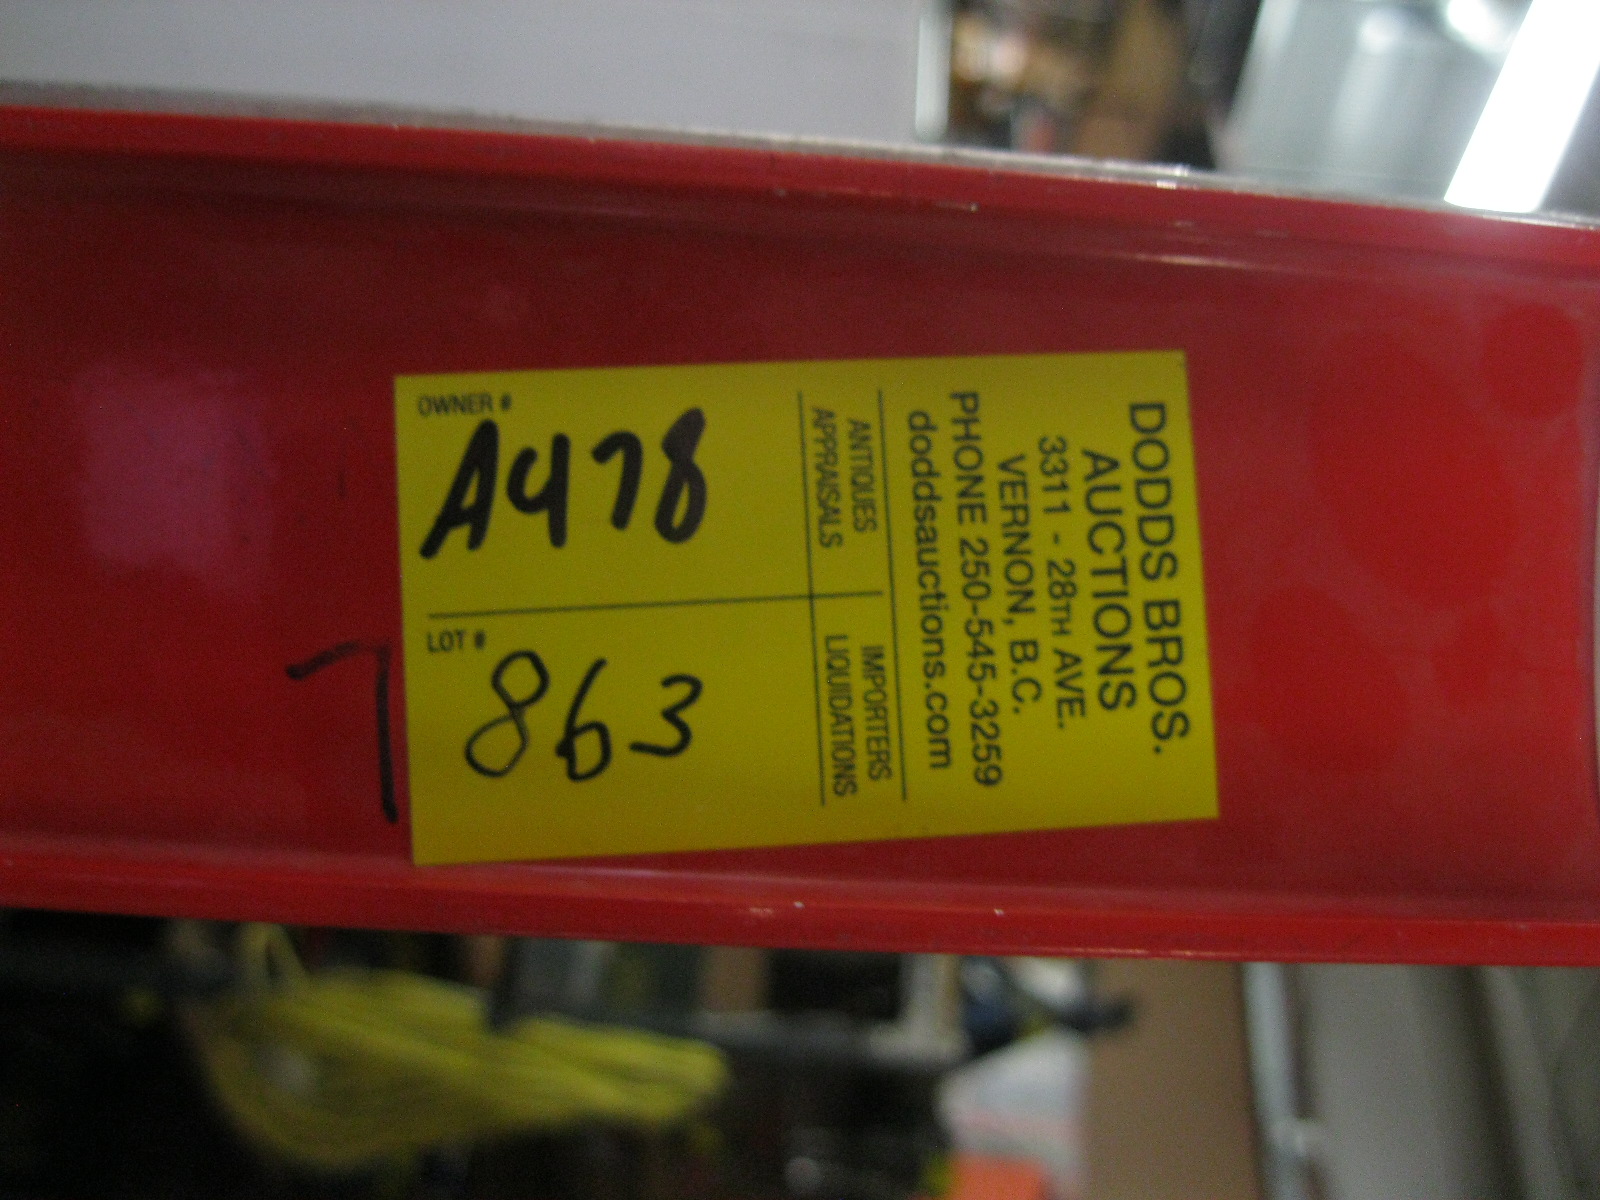 DODDS BROS.
AUCTIONS
3311 - 28TH AVE.
VERNON, B.C.
PHONE 250-545-3259
doddsauctions.com
ANTIQUES
APPRAISALS
IMPORTERS
LIQUIDATIONS
OWNER #
A478
LOT #
863
7